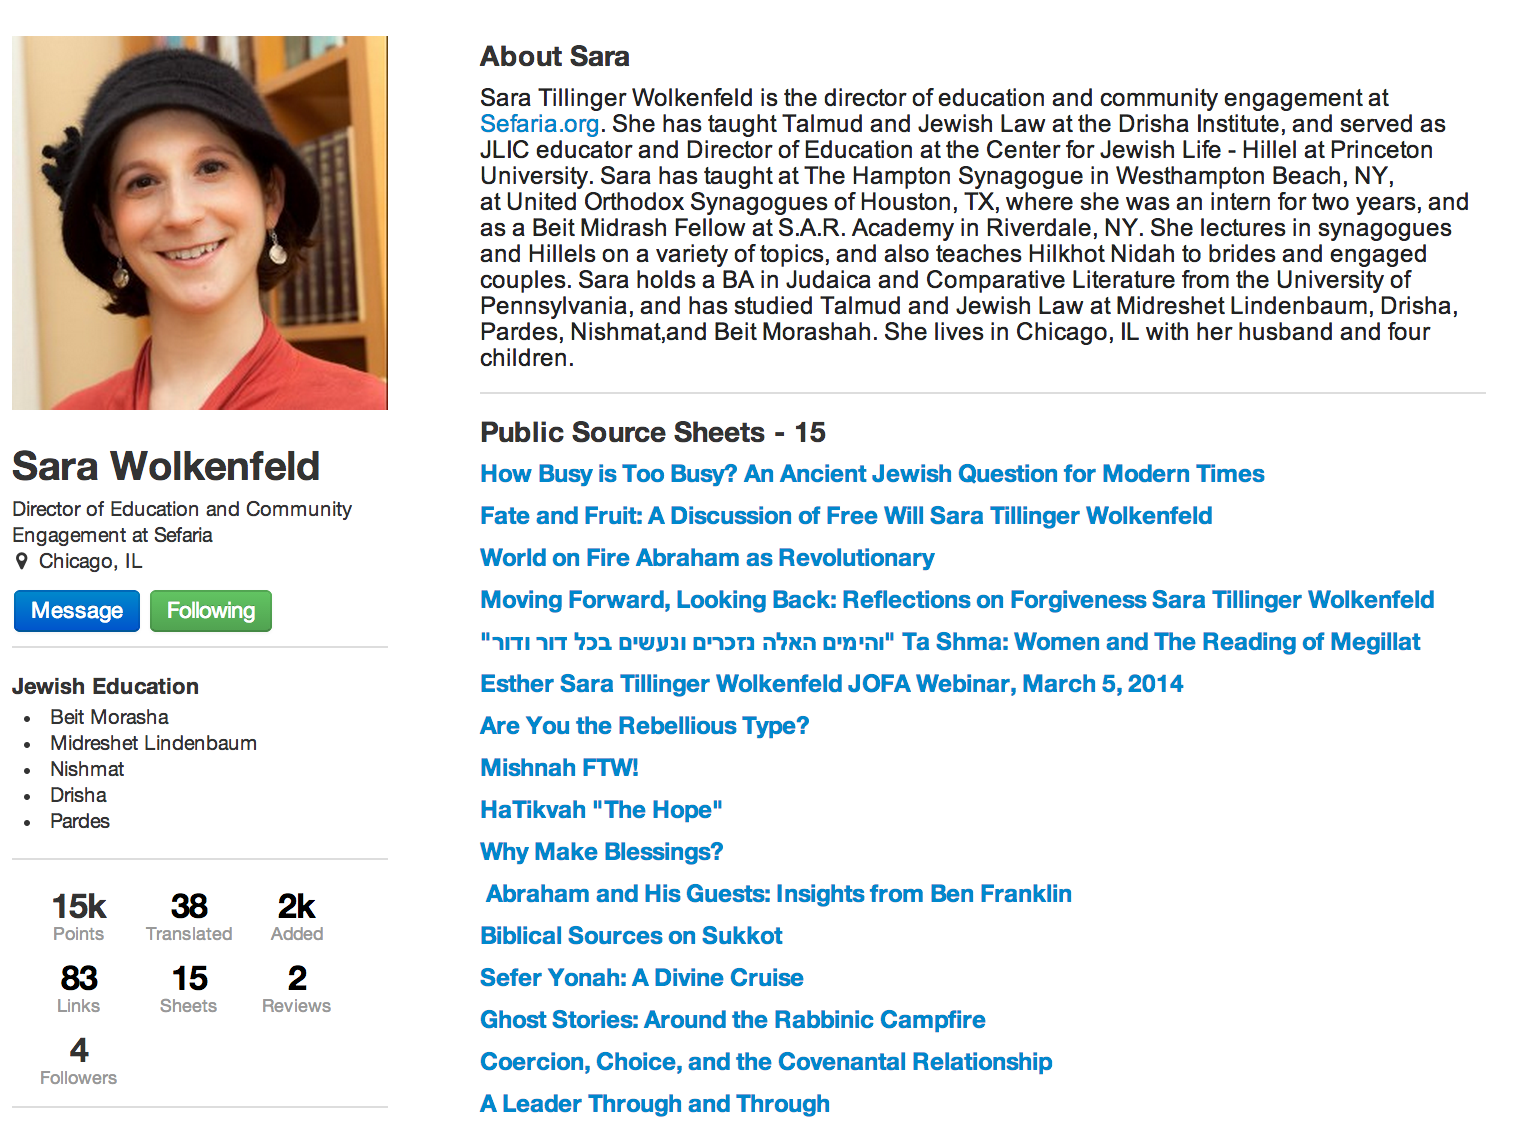 Sara Wolkenfeld
Director of Education and Community
Engagement at Sefaria
Chicago, IL
Message
Following
Jewish Education
• Beit Morasha
• Midreshet Lindenbaum
• Nishmat
• Drisha
• Pardes
15k 38 2k
Points Translated Added
83 15 2
Links Sheets Reviews
4
Followers
About Sara
Sara Tillinger Wolkenfeld is the director of education and community engagement at
Sefaria.org. She has taught Talmud and Jewish Law at the Drisha Institute, and served as
JLIC educator and Director of Education at the Center for Jewish Life - Hillel at Princeton
University. Sara has taught at The Hampton Synagogue in Westhampton Beach, NY,
at United Orthodox Synagogues of Houston, TX, where she was an intern for two years, and
as a Beit Midrash Fellow at S.A.R. Academy in Riverdale, NY. She lectures in synagogues
and Hillels on a variety of topics, and also teaches Hilkhot Nidah to brides and engaged
couples. Sara holds a BA in Judaica and Comparative Literature from the University of
Pennsylvania, and has studied Talmud and Jewish Law at Midreshet Lindenbaum, Drisha,
Pardes, Nishmat,and Beit Morashah. She lives in Chicago, IL with her husband and four
children.
Public Source Sheets - 15
How Busy is Too Busy? An Ancient Jewish Question for Modern Times
Fate and Fruit: A Discussion of Free Will Sara Tillinger Wolkenfeld
World on Fire Abraham as Revolutionary
Moving Forward, Looking Back: Reflections on Forgiveness Sara Tillinger Wolkenfeld
"והימים האלה נזכרים ונעשים בכל דור ודור" Ta Shma: Women and The Reading of Megillat
Esther Sara Tillinger Wolkenfeld JOFA Webinar, March 5, 2014
Are You the Rebellious Type?
Mishnah FTW!
HaTikvah "The Hope"
Why Make Blessings?
Abraham and His Guests: Insights from Ben Franklin
Biblical Sources on Sukkot
Sefer Yonah: A Divine Cruise
Ghost Stories: Around the Rabbinic Campfire
Coercion, Choice, and the Covenantal Relationship
A Leader Through and Through